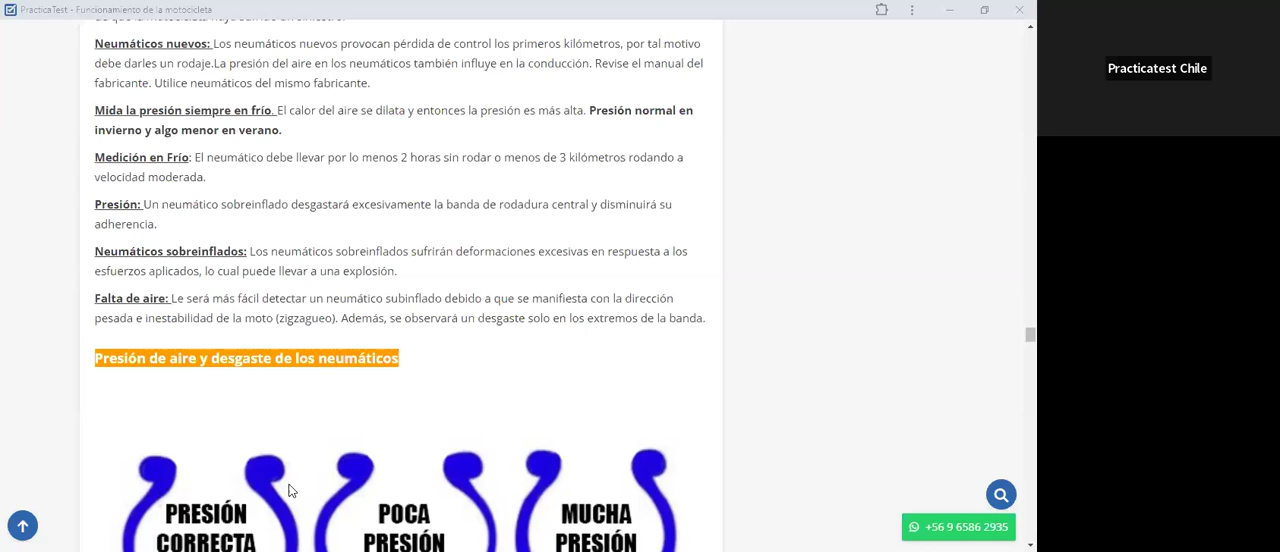 PracticaTest - Funcionamiento de la motocicleta
Neumáticos nuevos: Los neumáticos nuevos provocan pérdida de control los primeros kilómetros, por tal motivo
debe darles un rodaje.La presión del aire en los neumáticos también influye en la conducción. Revise el manual del
fabricante. Utilice neumáticos del mismo fabricante.
Mida la presión siempre en frío. El calor del aire se dilata y entonces la presión es más alta. Presión normal en
invierno y algo menor en verano.
Medición en Frío: El neumático debe llevar por lo menos 2 horas sin rodar o menos de 3 kilómetros rodando a
velocidad moderada.
Presión: Un neumático sobreinflado desgastará excesivamente la banda de rodadura central y disminuirá su
adherencia.
Neumáticos sobreinflados: Los neumáticos sobreinflados sufrirán deformaciones excesivas en respuesta a los
esfuerzos aplicados, lo cual puede llevar a una explosión.
Falta de aire: Le será más fácil detectar un neumático subinflado debido a que se manifiesta con la dirección
pesada e inestabilidad de la moto (zigzagueo). Además, se observará un desgaste solo en los extremos de la banda.
Presión de aire y desgaste de los neumáticos
PRESIÓN
CORRECTA
POCA
PRESIÓN
MUCHA
PRESIÓN
+56 9 6586 2935
Practicatest Chile